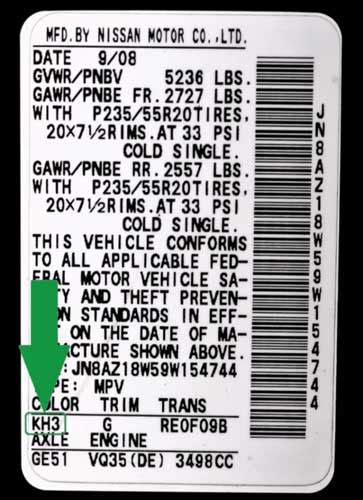 MFD.BY NISSAN MOTOR CO.,LTD.
DATE 9/08
GVWR/PNBV 5236 LBS.
GAWR/PNBE FR. 2727 LBS.
WITH P235/55R20TIRES,
20×7½RIMS.AT 33 PSI
COLD SINGLE.
GAWR/PNBE RR. 2557 LBS.
WITH P235/55R20TIRES,
20×7½RIMS.AT 33 PSI
COLD SINGLE.
THIS VEHICLE CONFORMS
TO ALL APPLICABLE FED-
ERAL MOTOR VEHICLE SA-
TY AND THEFT PREVEN-
ON STANDARDS IN EFF-
T ON THE DATE OF MA-
ACTURE SHOWN ABOVE.
:JN8AZ18W59W154744
PE: MPV
COLOR TRIM TRANS
KH3 G RE0F09B
AXLE ENGINE
GE51 VQ35(DE) 3498CC
JN8AZ18W59W154744